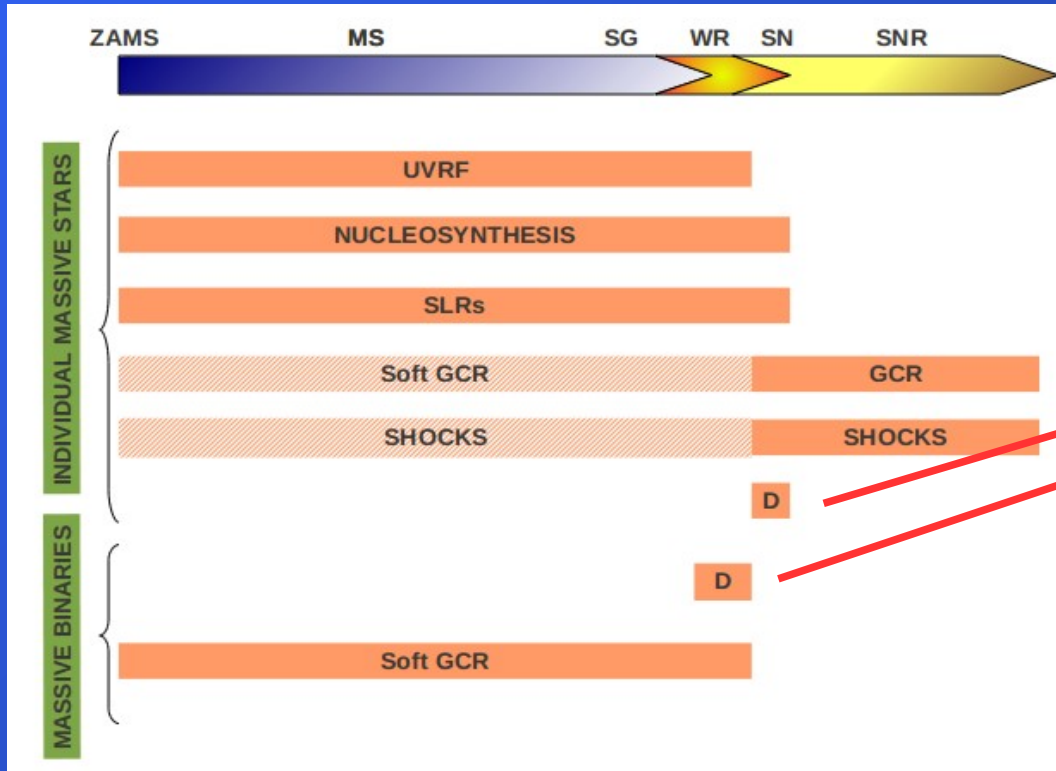 ZAMS MS SG WR SN SNR
INDIVIDUAL MASSIVE STARS
UVRF
NUCLEOSYNTHESIS
SLRs
Soft GCR GCR
SHOCKS SHOCKS
D
MASSIVE BINARIES
D
Soft GCR